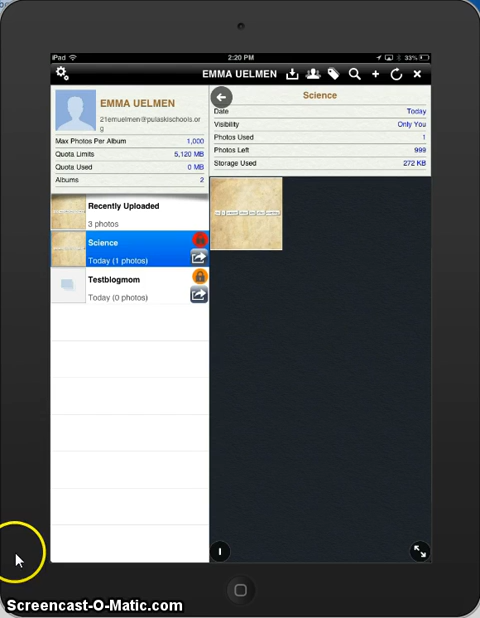 iPad 2:20 PM 33%
EMMA UELMEN
EMMA UELMEN
21emuelmen@pulaskischools.or
g
Max Photos Per Album 1,000
Quota Limits 5,120 MB
Quota Used 0 MB
Albums 2
Recently Uploaded
3 photos
Science
Today (1 photos)
Testblogmom
Today (0 photos)
Science
Date Today
Visibility Only You
Photos Used 1
Photos Left 999
Storage Used 272 KB
Screencast-O-Matic.com